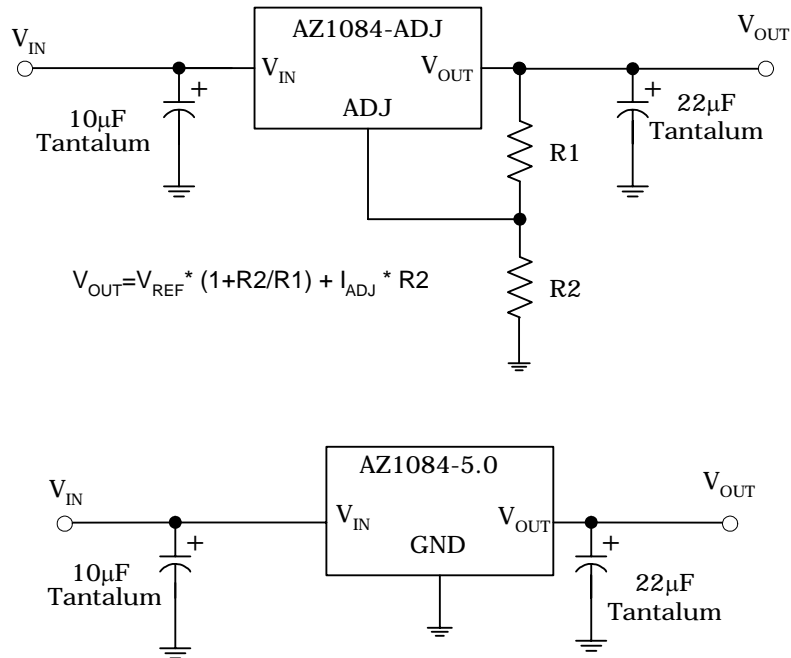 AZ1084-ADJ
V_IN
V_OUT
V_IN
V_OUT
ADJ
+
10μF
Tantalum
+
22μF
Tantalum
R1
V_OUT=V_REF* (1+R2/R1) + I_ADJ * R2
R2
AZ1084-5.0
V_IN
V_OUT
V_IN
V_OUT
GND
+
10μF
Tantalum
+
22μF
Tantalum